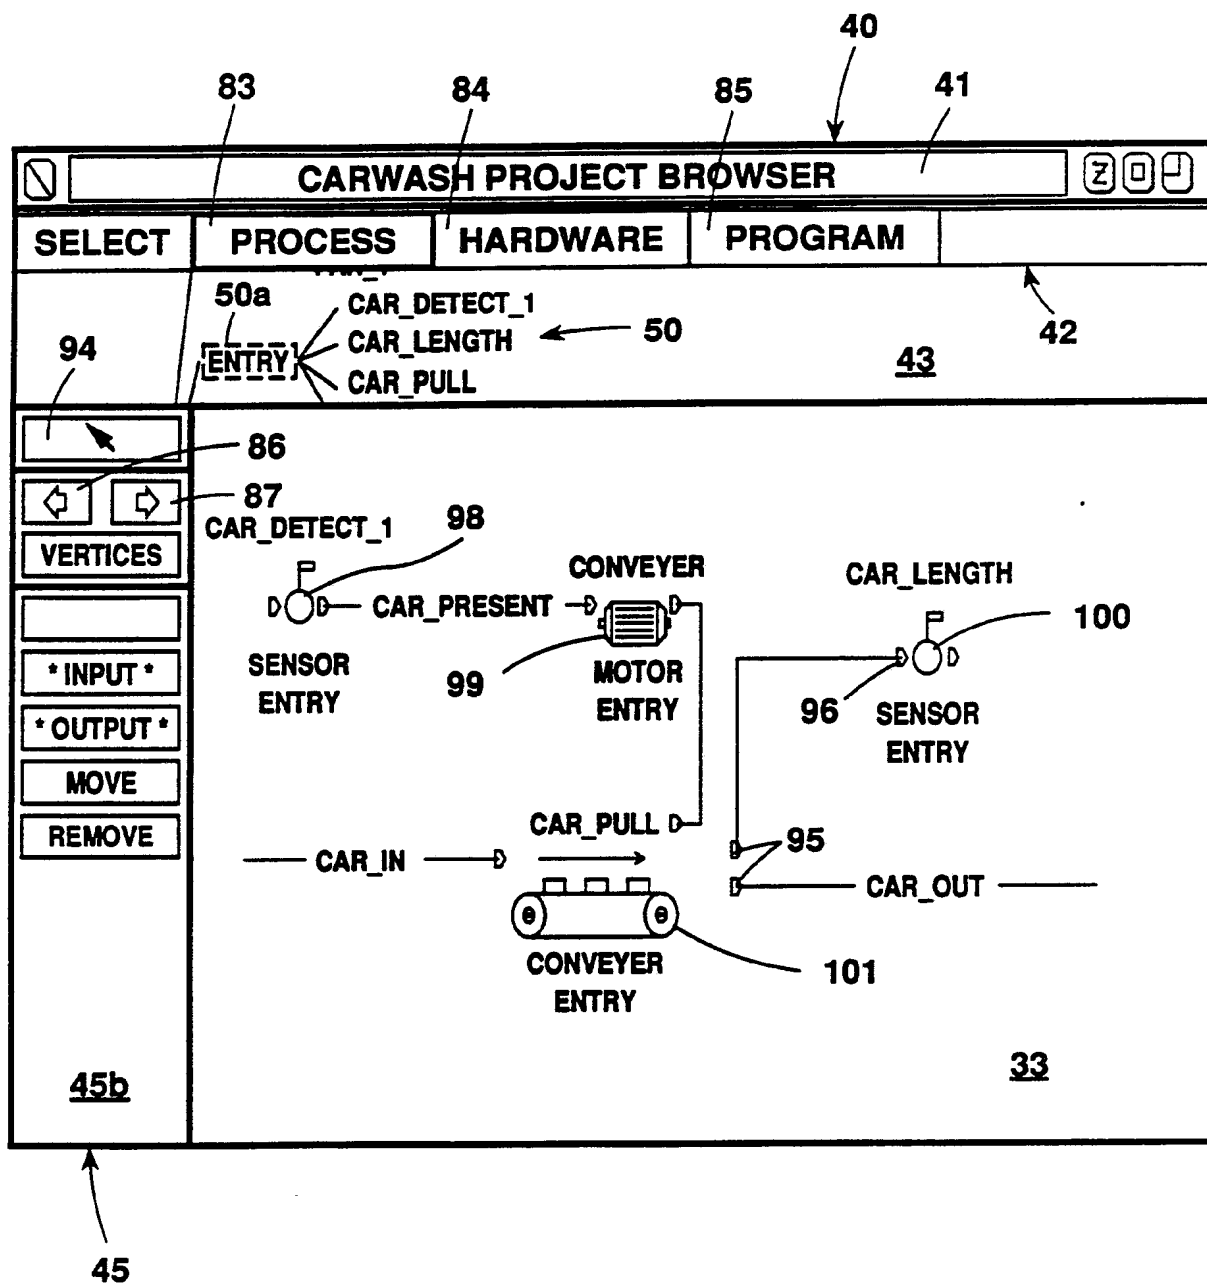 40
83
84
85
41
CARWASH PROJECT BROWSER
Z
SELECT
PROCESS
HARDWARE
PROGRAM
50a
CAR_DETECT_1
50
42
94
ENTRY
CAR_LENGTH
43
CAR_PULL
86
87
98
CAR_DETECT_1
VERTICES
CONVEYER
CAR_LENGTH
CAR_PRESENT
100
* INPUT *
SENSOR
ENTRY
99
MOTOR
ENTRY
96
SENSOR
ENTRY
* OUTPUT *
MOVE
REMOVE
CAR_PULL
95
CAR_IN
CAR_OUT
CONVEYER
ENTRY
101
45b
33
45